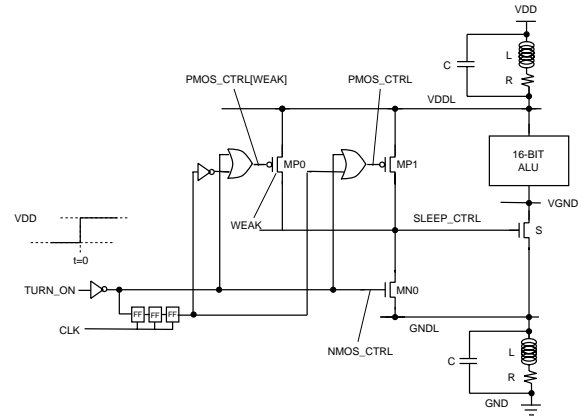 VDD
C
L
R
PMOS_CTRL[WEAK]
PMOS_CTRL
VDDL
MP0
MP1
16-BIT
ALU
WEAK
SLEEP_CTRL
VGND
S
VDD
t=0
TURN_ON
FF
FF
FF
MN0
CLK
GNDL
NMOS_CTRL
C
L
R
GND